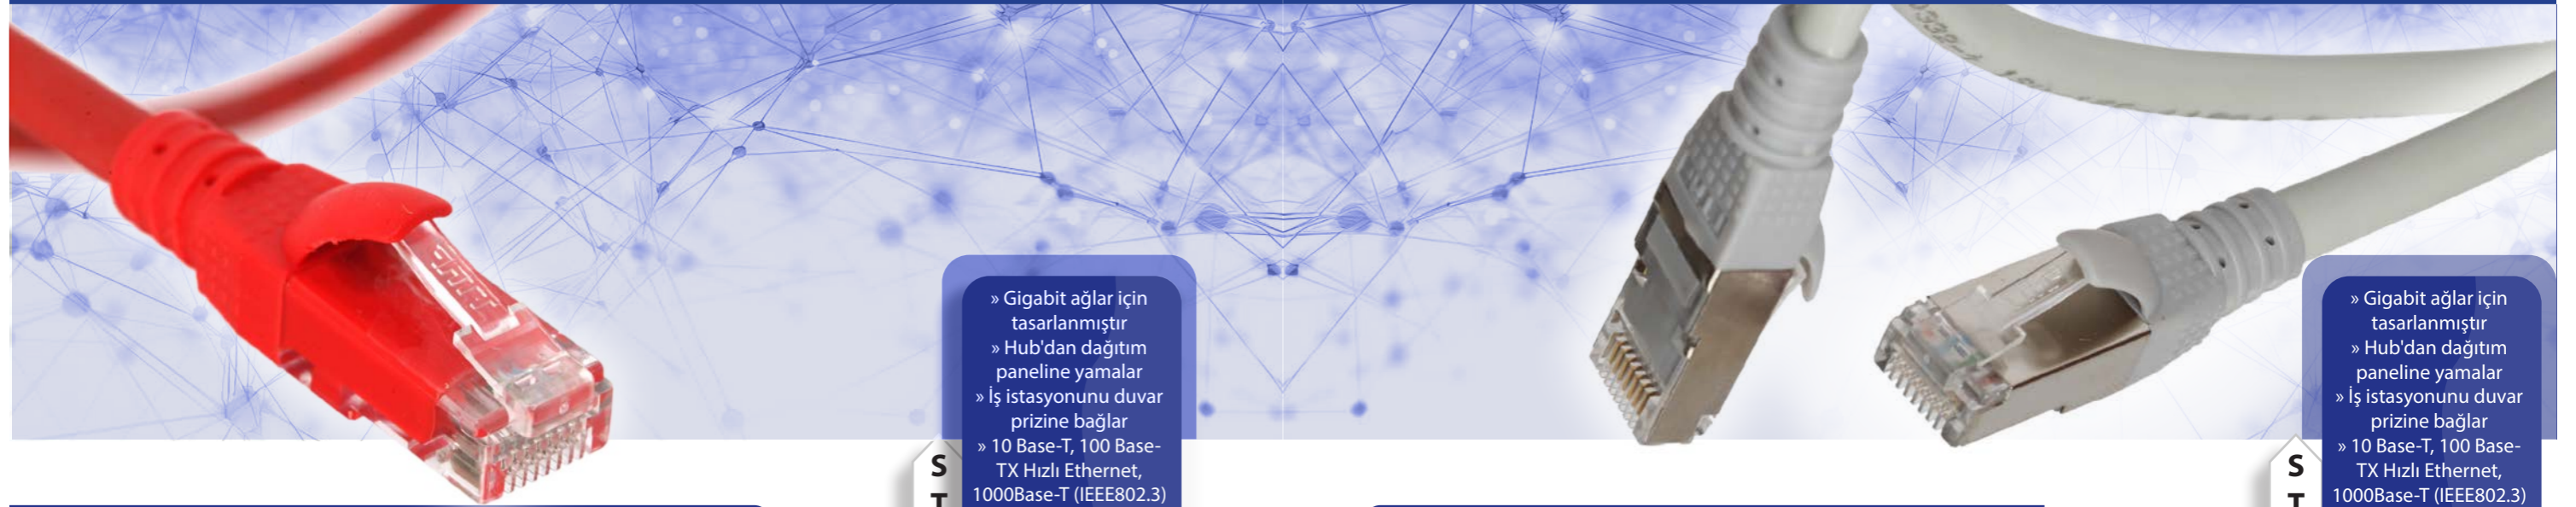 » Gigabit ağlar için
tasarlanmıştır
» Hub'dan dağıtım
paneline yamalar
» İş istasyonunu duvar
prizine bağlar
» 10 Base-T, 100 Base-
TX Hızlı Ethernet,
1000Base-T (IEEE802.3)
S
T
» Gigabit ağlar için
tasarlanmıştır
» Hub'dan dağıtım
paneline yamalar
» İş istasyonunu duvar
prizine bağlar
» 10 Base-T, 100 Base-
TX Hızlı Ethernet,
1000Base-T (IEEE802.3)
S
T